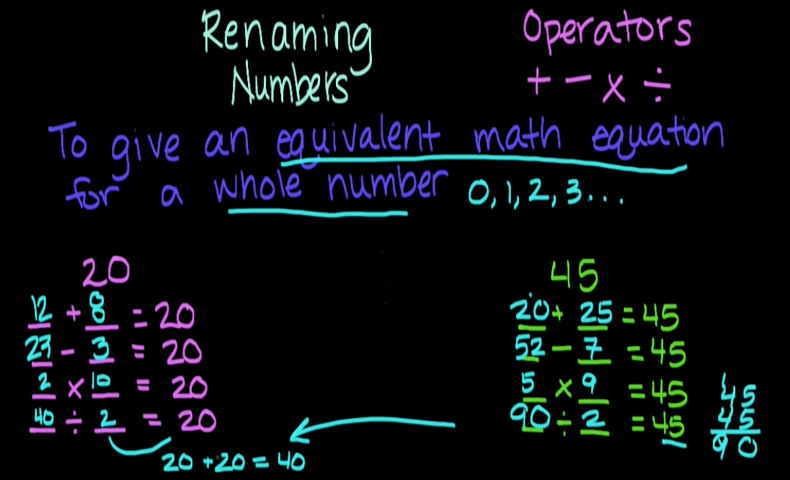 Renaming
Numbers
Operators
+ − x ÷
To give an equivalent math equation
for a whole number 0, 1, 2, 3...
20
12 + 8 = 20
23 − 3 = 20
2 x 10 = 20
40 ÷ 2 = 20
20 + 20 = 40
45
20 + 25 = 45
52 − 7 = 45
5 x 9 = 45
90 ÷ 2 = 45
45
45
90